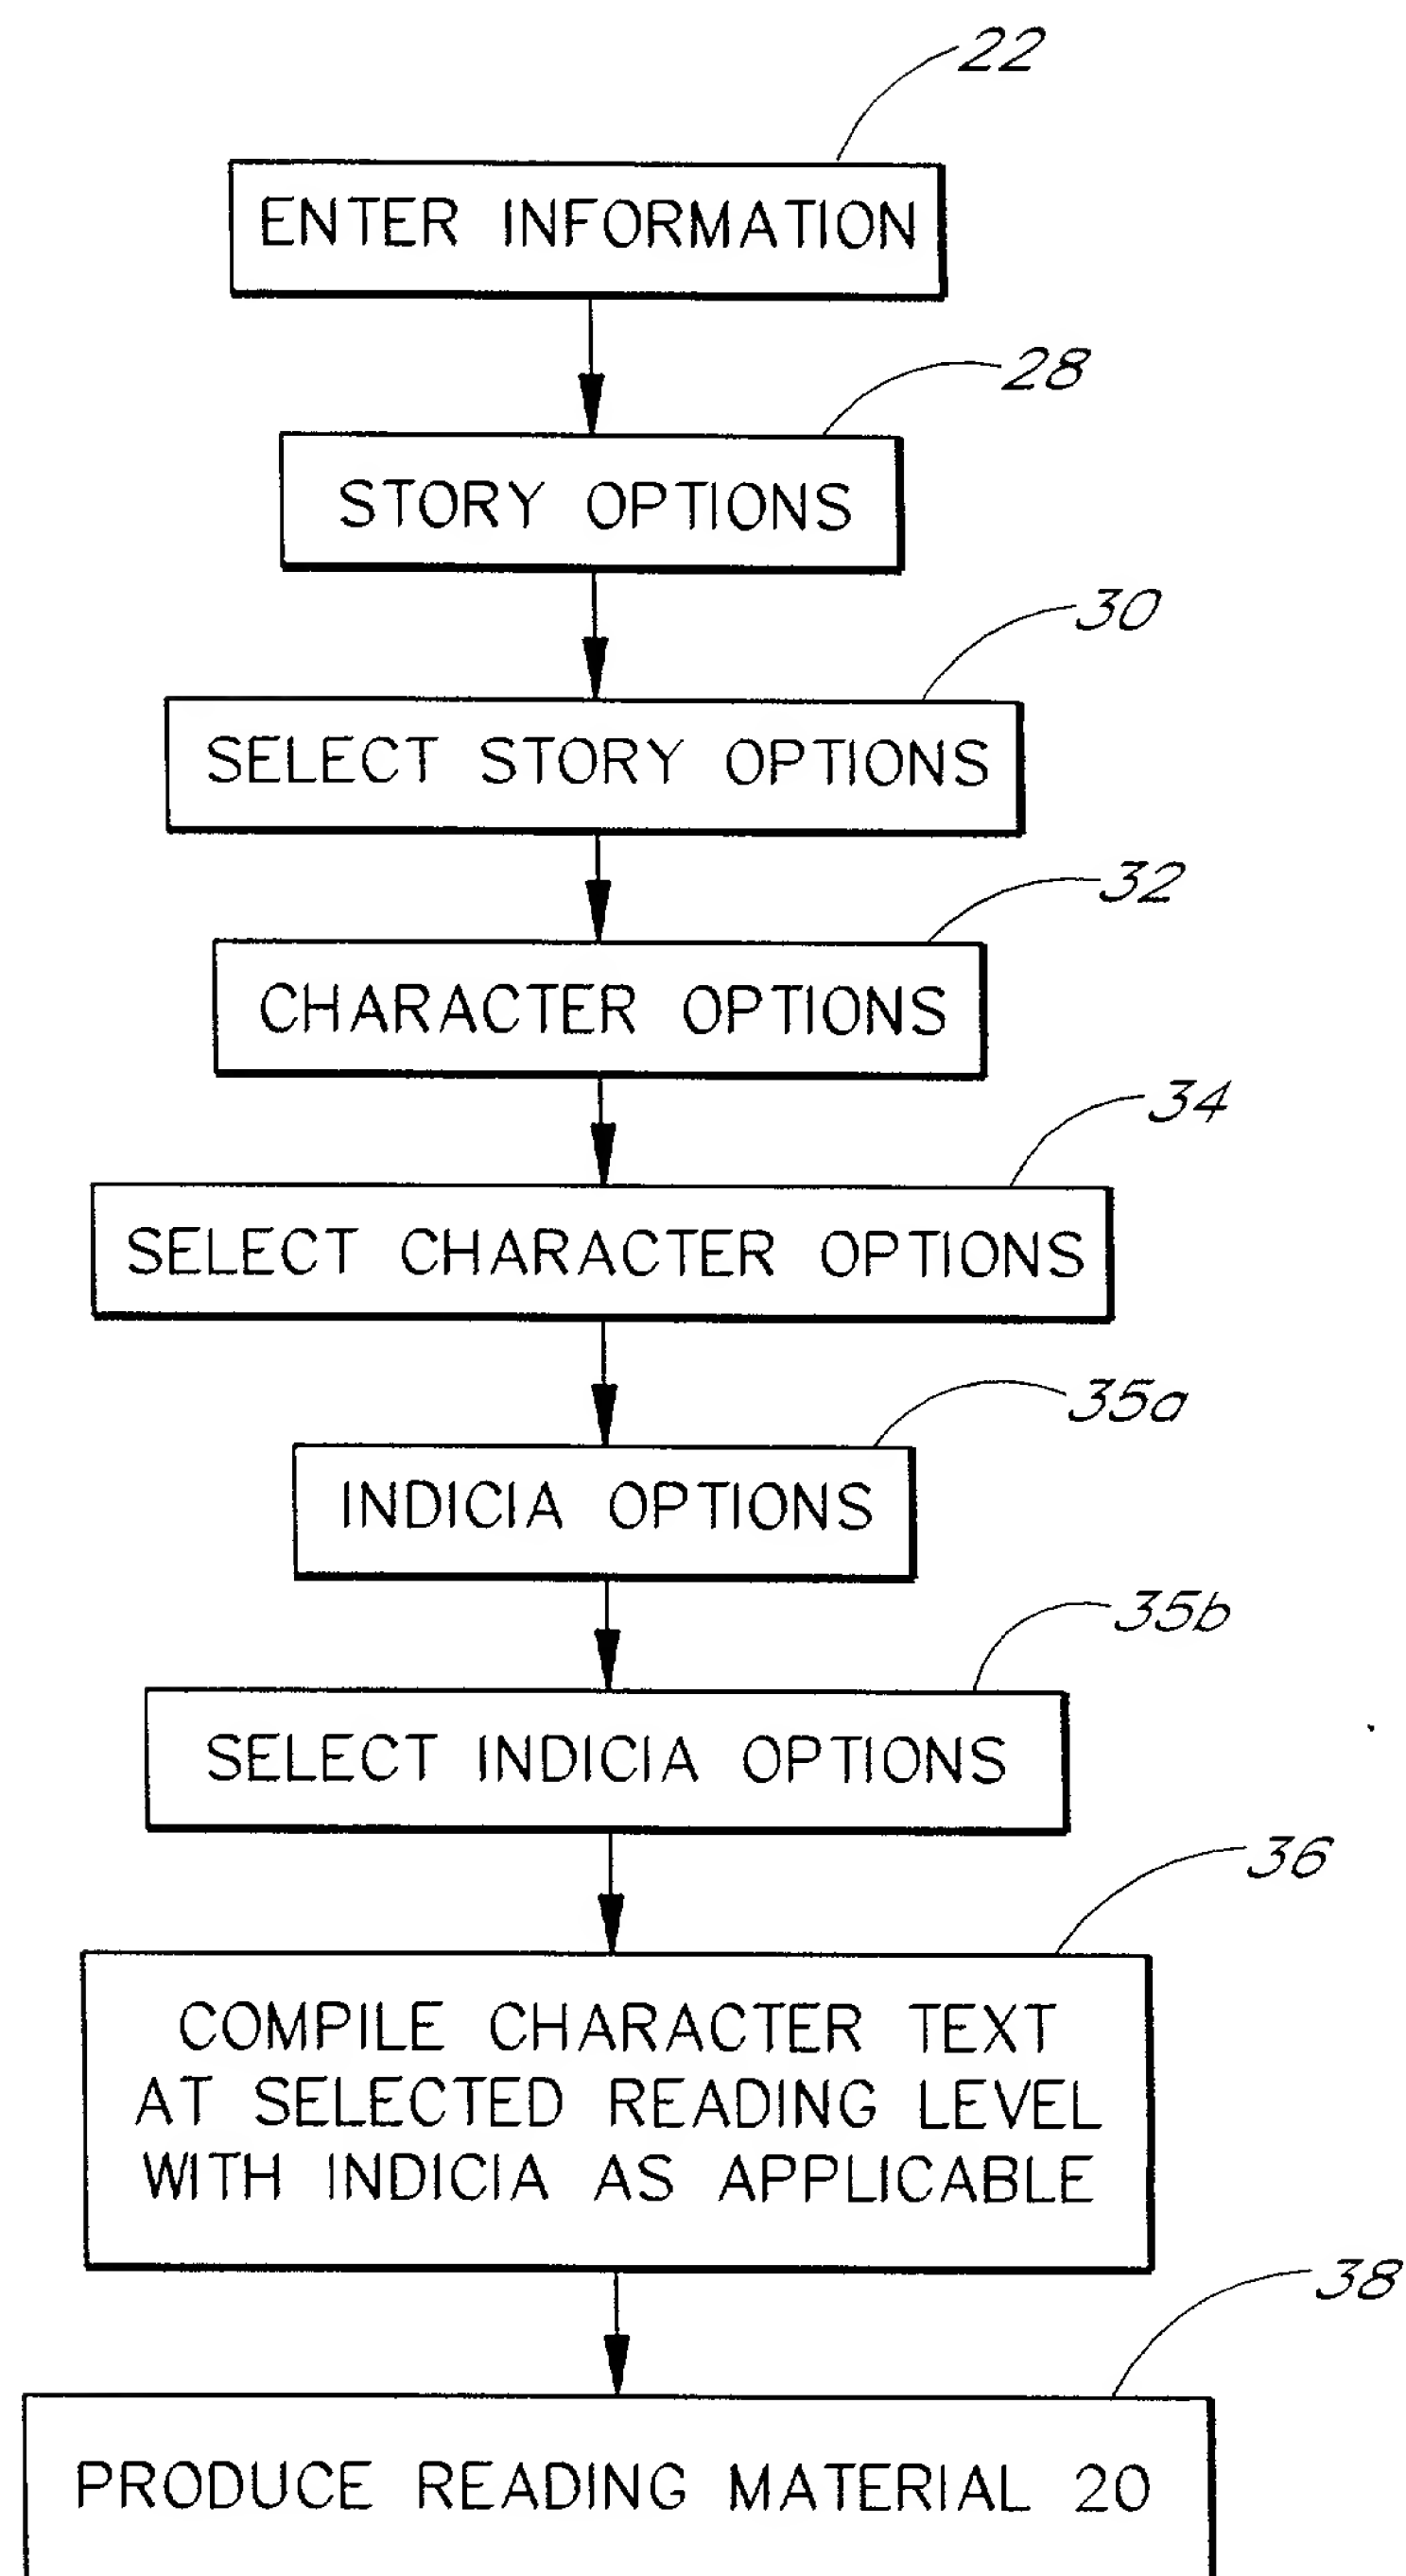 22
ENTER INFORMATION
28
STORY OPTIONS
30
SELECT STORY OPTIONS
32
CHARACTER OPTIONS
34
SELECT CHARACTER OPTIONS
35a
INDICIA OPTIONS
35b
SELECT INDICIA OPTIONS
36
COMPILE CHARACTER TEXT
AT SELECTED READING LEVEL
WITH INDICIA AS APPLICABLE
38
PRODUCE READING MATERIAL 20